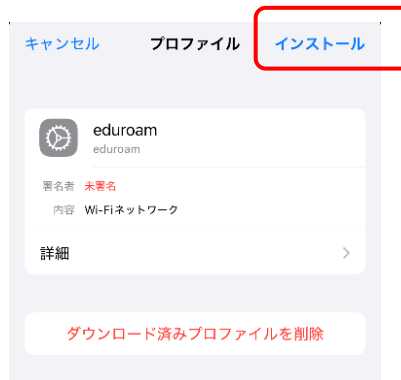 キャンセル プロファイル インストール
eduroam
eduroam
署名者 未署名
内容 Wi-Fiネットワーク
詳細
ダウンロード済みプロファイルを削除